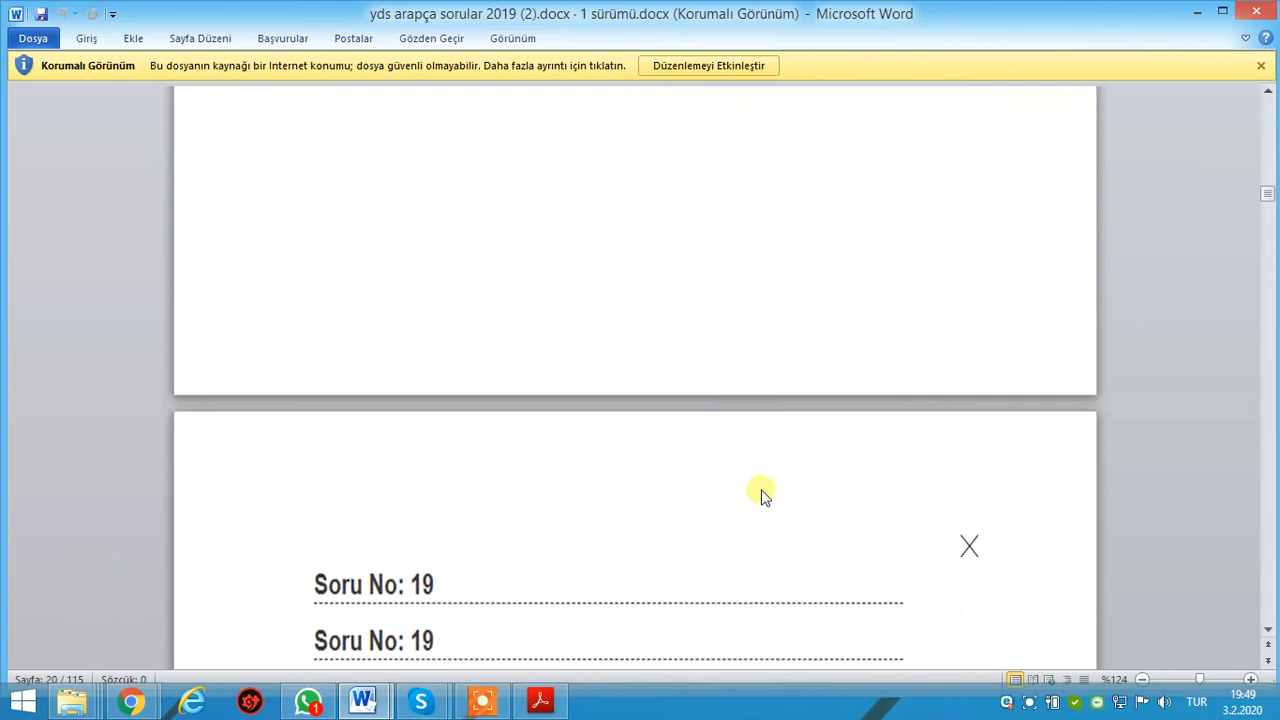 yds arapça sorular 2019 (2).docx · 1 sürümü.docx (Korumalı Görünüm) - Microsoft Word
Dosya Giriş Ekle Sayfa Düzeni Başvurular Postalar Gözden Geçir Görünüm
Korumalı Görünüm Bu dosyanın kaynağı bir Internet konumu; dosya güvenli olmayabilir. Daha fazla ayrıntı için tıklatın. Düzenlemeyi Etkinleştir
X
Soru No: 19
Soru No: 19
Sayfa: 20 / 115 Sözcük: 0 %124
1
TUR
19:49
3.2.2020